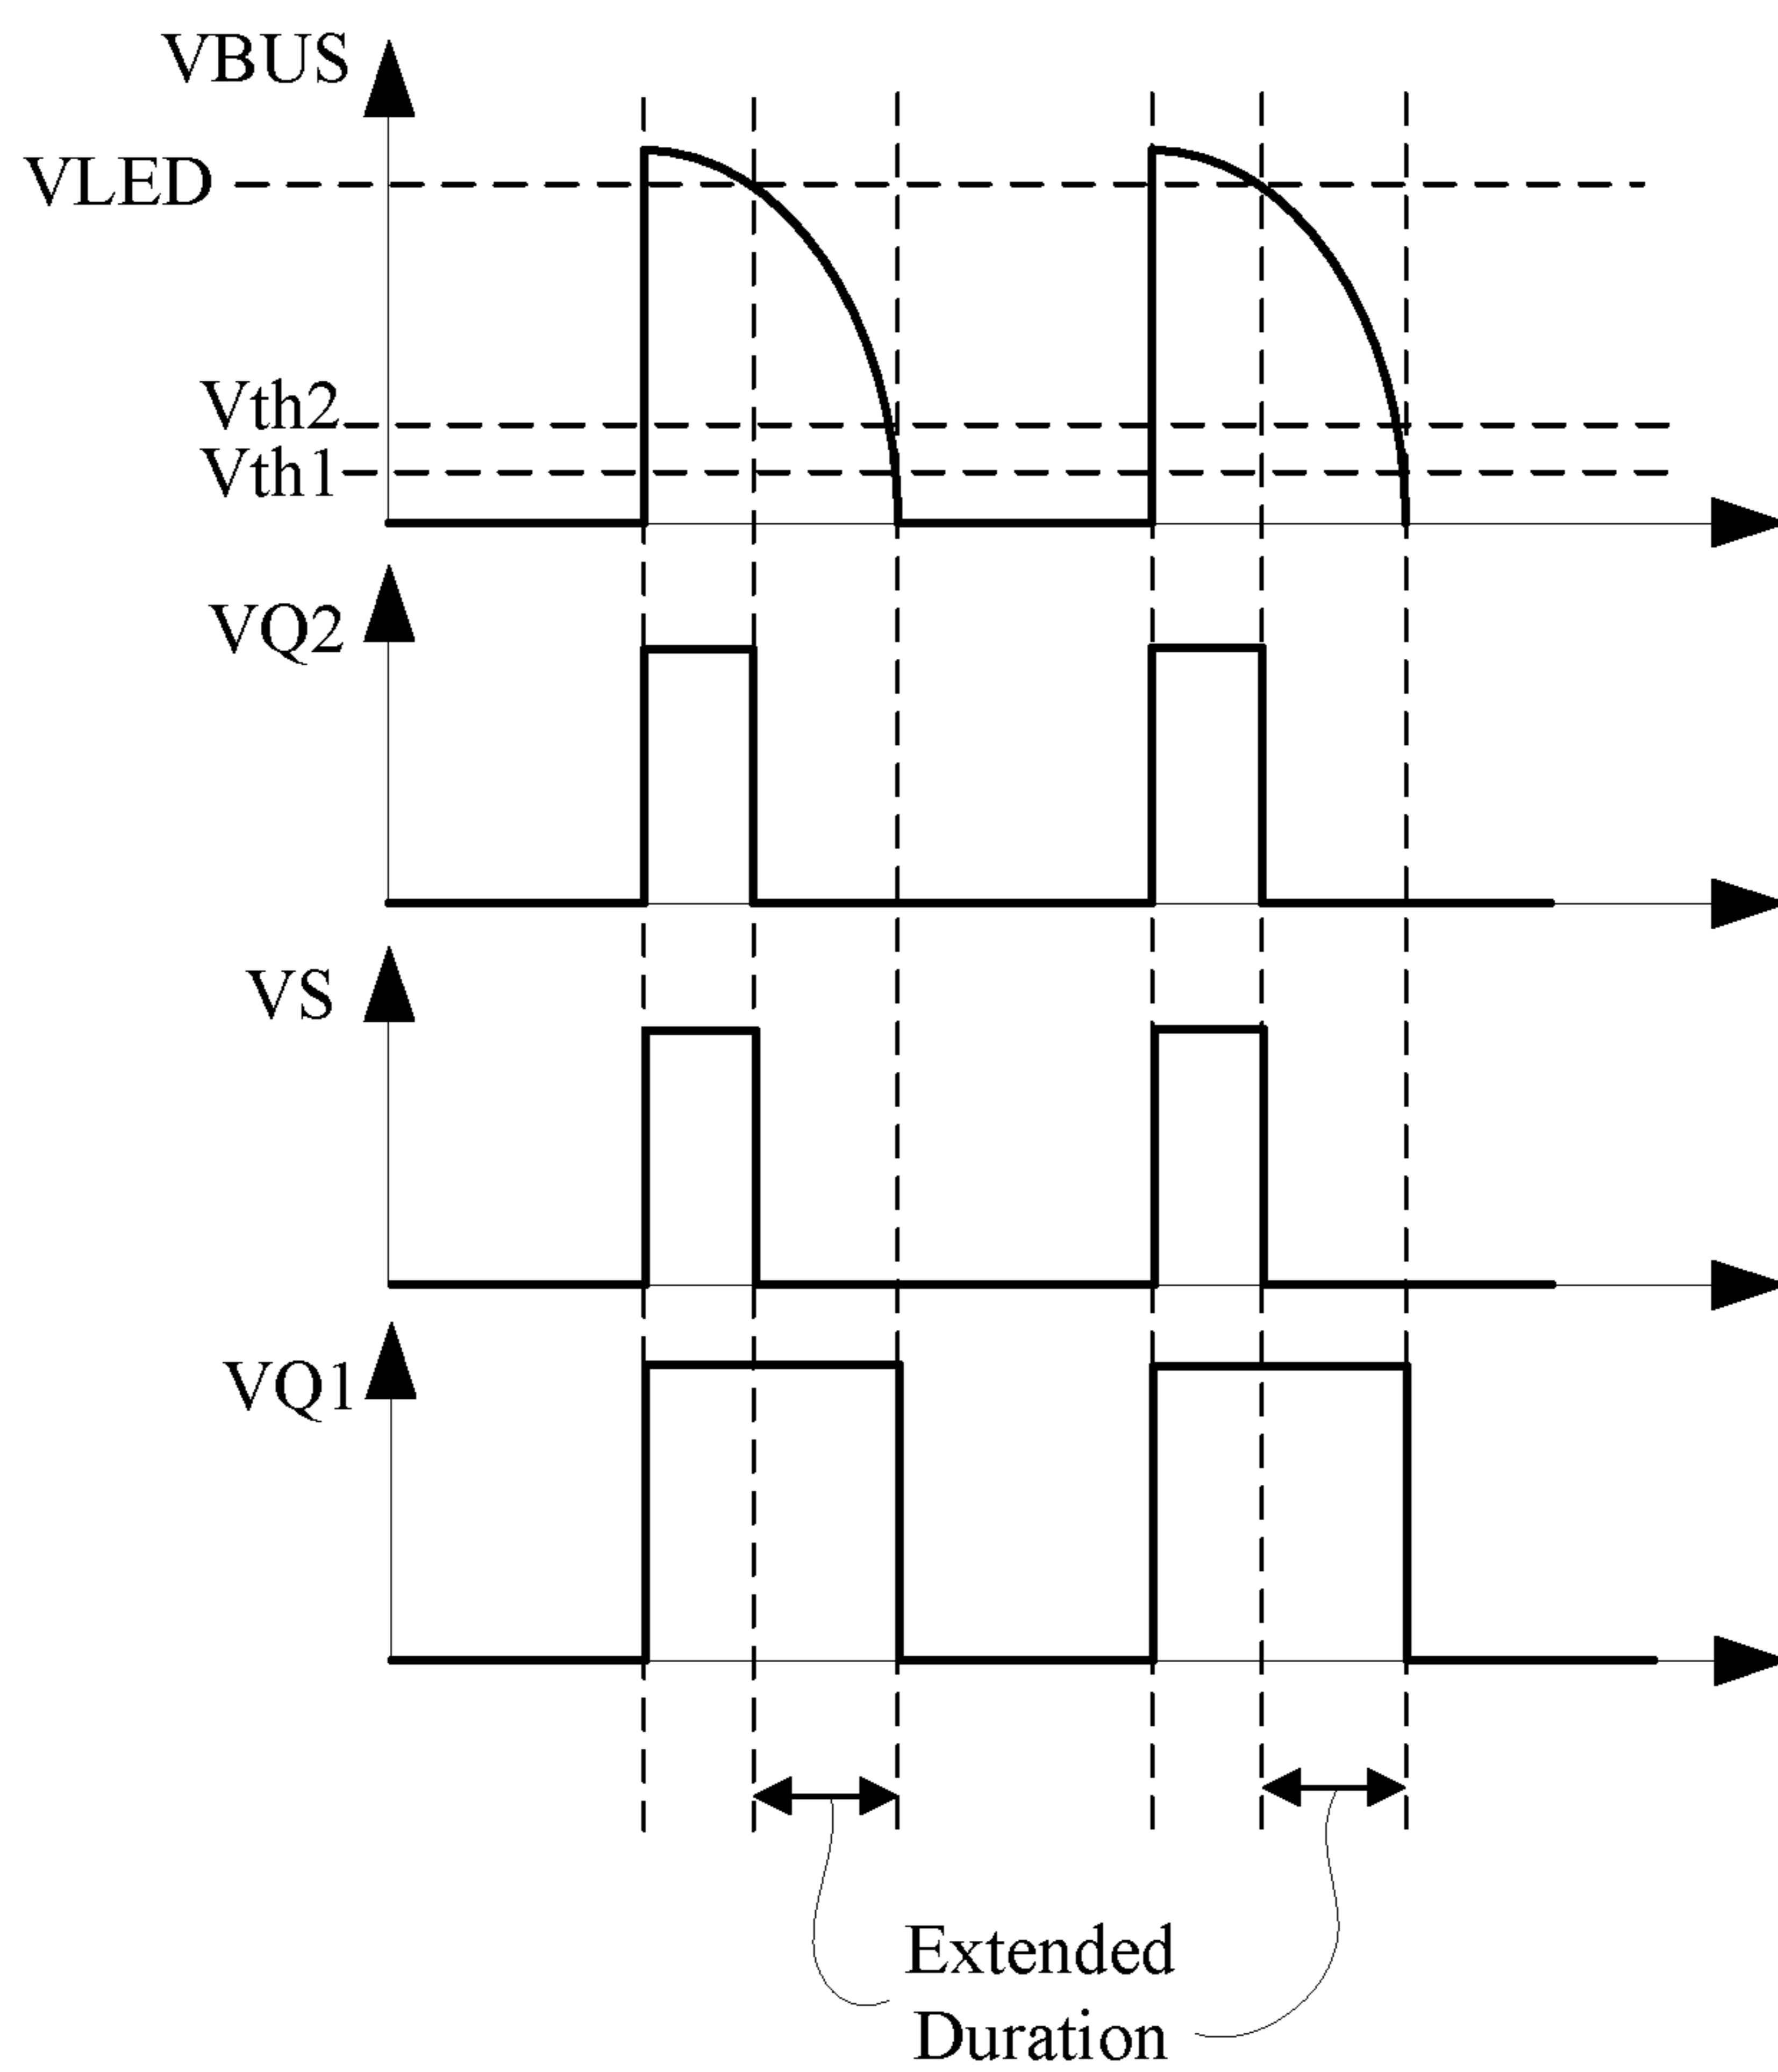 VBUS
VLED
Vth2
Vth1
VQ2
VS
VQ1
Extended
Duration